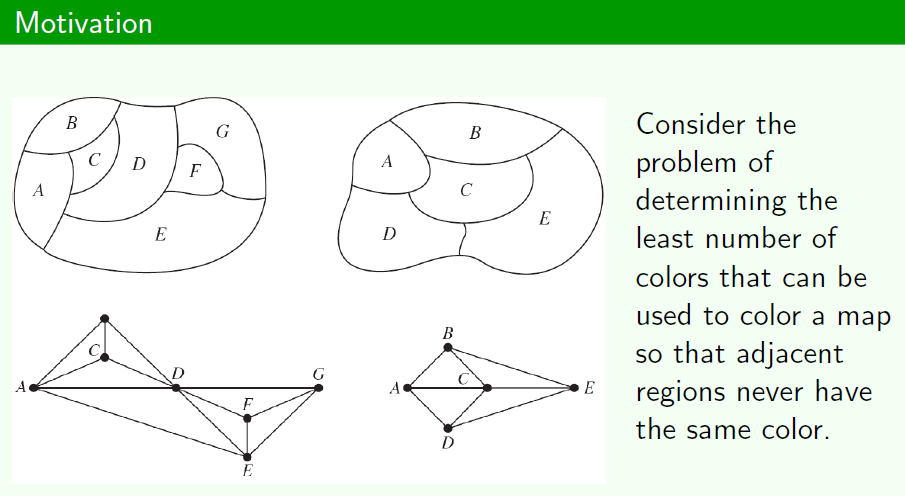 Motivation
B
G
C
D
F
A
E
B
A
C
E
D
C
A
D
G
F
E
B
A
C
E
D
Consider the
problem of
determining the
least number of
colors that can be
used to color a map
so that adjacent
regions never have
the same color.